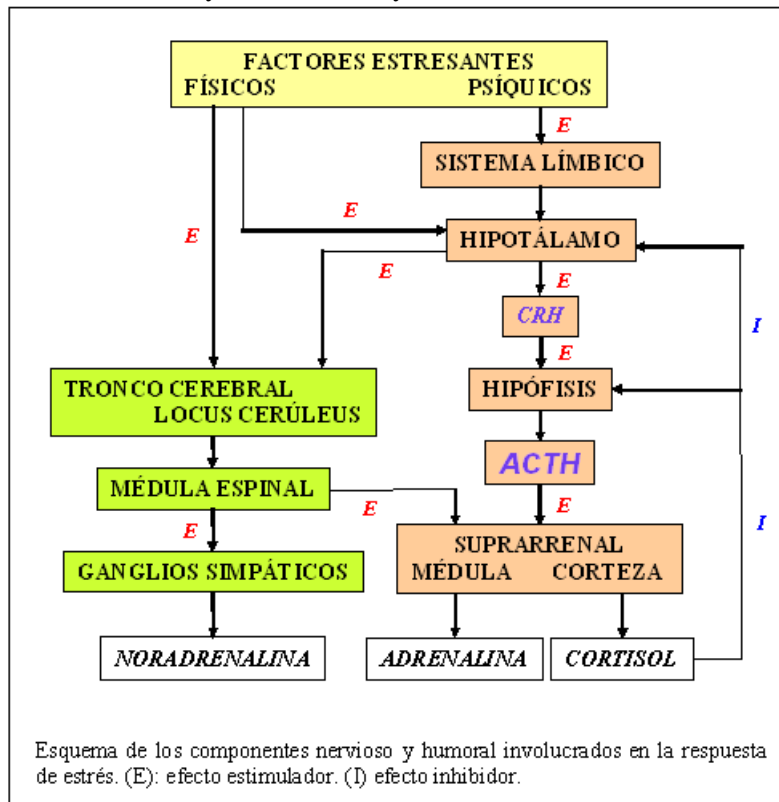 FACTORES ESTRESANTES
FÍSICOS PSÍQUICOS
E
SISTEMA LÍMBICO
E
E
HIPOTÁLAMO
E
E
CRH
I
E
TRONCO CEREBRAL
LOCUS CERÚLEUS
HIPÓFISIS
ACTH
MÉDULA ESPINAL
E
E
E
I
GANGLIOS SIMPÁTICOS
SUPRARRENAL
MÉDULA CORTEZA
NORADRENALINA
ADRENALINA
CORTISOL
Esquema de los componentes nervioso y humoral involucrados en la respuesta
de estrés. (E): efecto estimulador. (I) efecto inhibidor.